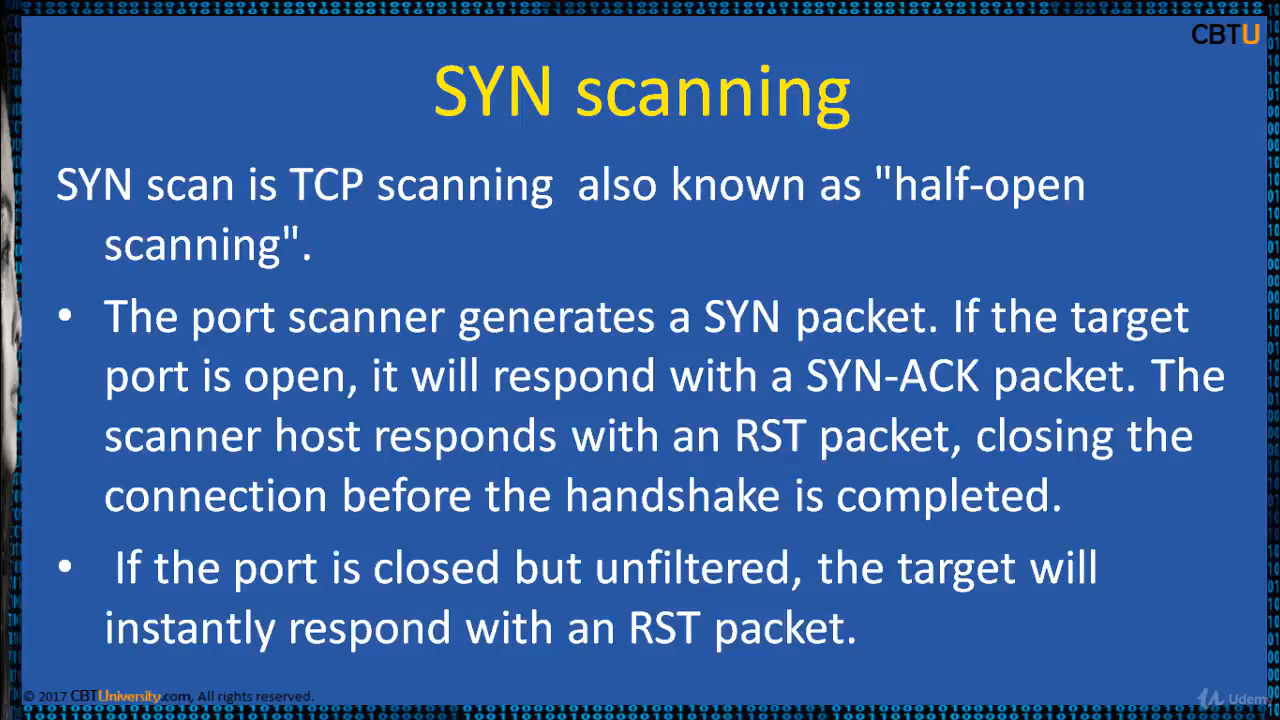 CBTU
SYN scanning
SYN scan is TCP scanning also known as "half-open
scanning".
• The port scanner generates a SYN packet. If the target
port is open, it will respond with a SYN-ACK packet. The
scanner host responds with an RST packet, closing the
connection before the handshake is completed.
• If the port is closed but unfiltered, the target will
instantly respond with an RST packet.
© 2017 CBTUniversity.com, All rights reserved.
Udemy